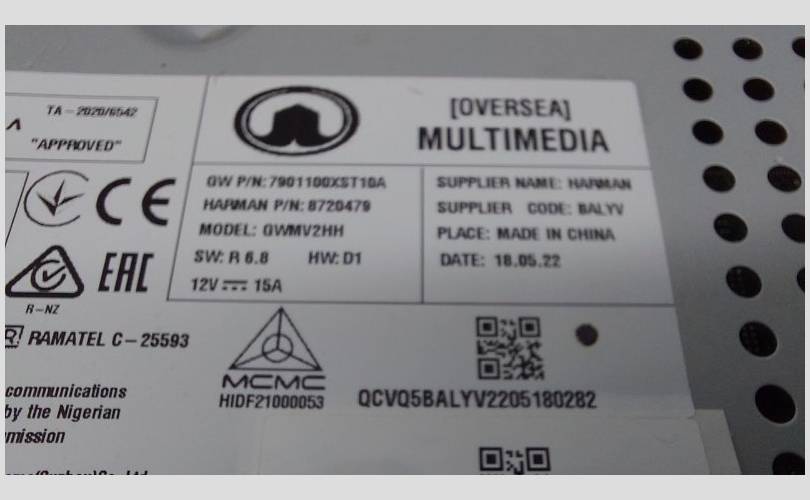 TA-2020/6542
"APPROVED"
[OVERSEA]
MULTIMEDIA
GW P/N: 7901100XST10A
HARMAN P/N: 8720479
MODEL: GWMV2HH
SW: R 6.8 HW: D1
12V 15A
SUPPLIER NAME: HARMAN
SUPPLIER CODE: BALYV
PLACE: MADE IN CHINA
DATE: 18.05.22
CE
EAC
R-NZ
R RAMATEL C-25593
MCMC
HIDF21000053
QCVQ5BALYV2205180282
communications
by the Nigerian
mission